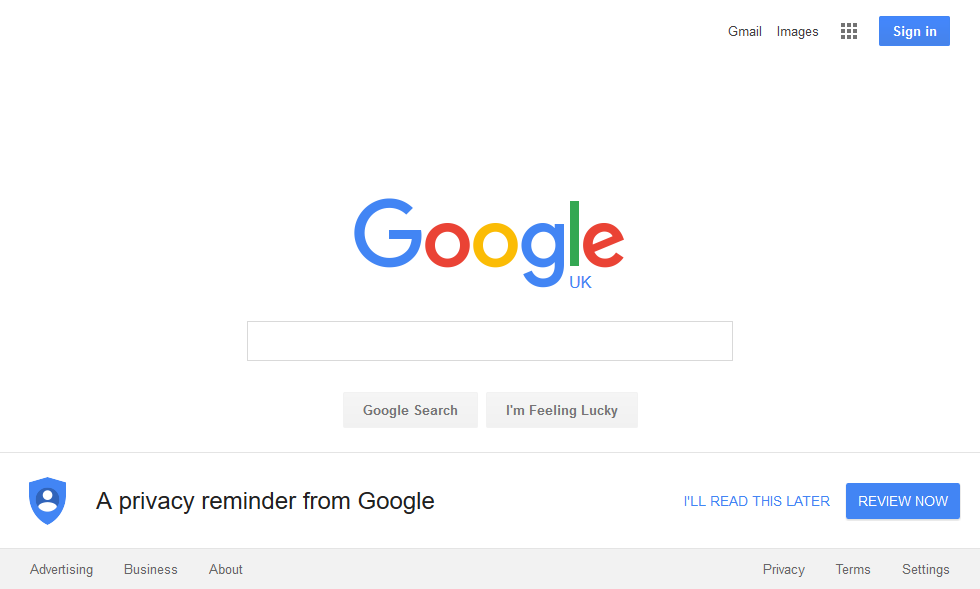 Gmail Images Sign in
Google
UK
Google Search I'm Feeling Lucky
A privacy reminder from Google I'LL READ THIS LATER REVIEW NOW
Advertising Business About Privacy Terms Settings